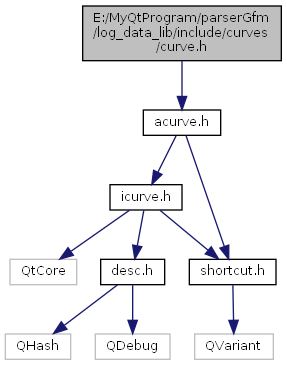 E:/MyQtProgram/parserGfm
/log_data_lib/include/curves
/curve.h
acurve.h
icurve.h
QtCore
desc.h
shortcut.h
QHash
QDebug
QVariant